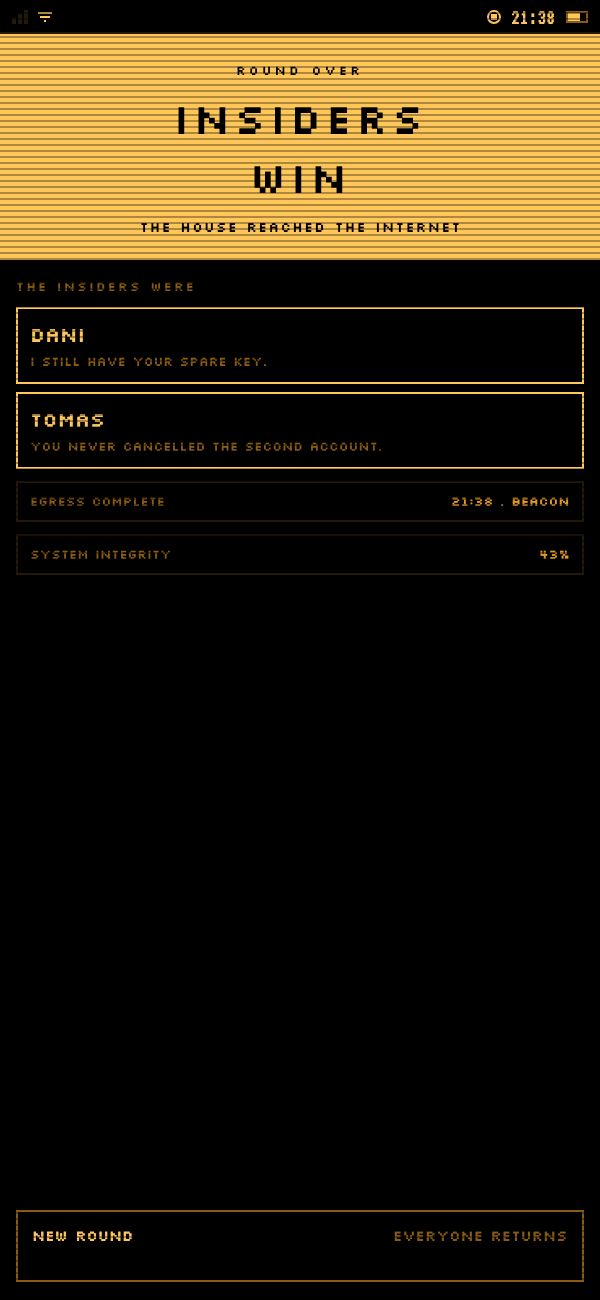 21:38
ROUND OVER
INSIDERS
WIN
THE HOUSE REACHED THE INTERNET
THE INSIDERS WERE
DANI
I STILL HAVE YOUR SPARE KEY.
TOMAS
YOU NEVER CANCELLED THE SECOND ACCOUNT.
EGRESS COMPLETE 21:38 . BEACON
SYSTEM INTEGRITY 43%
NEW ROUND EVERYONE RETURNS